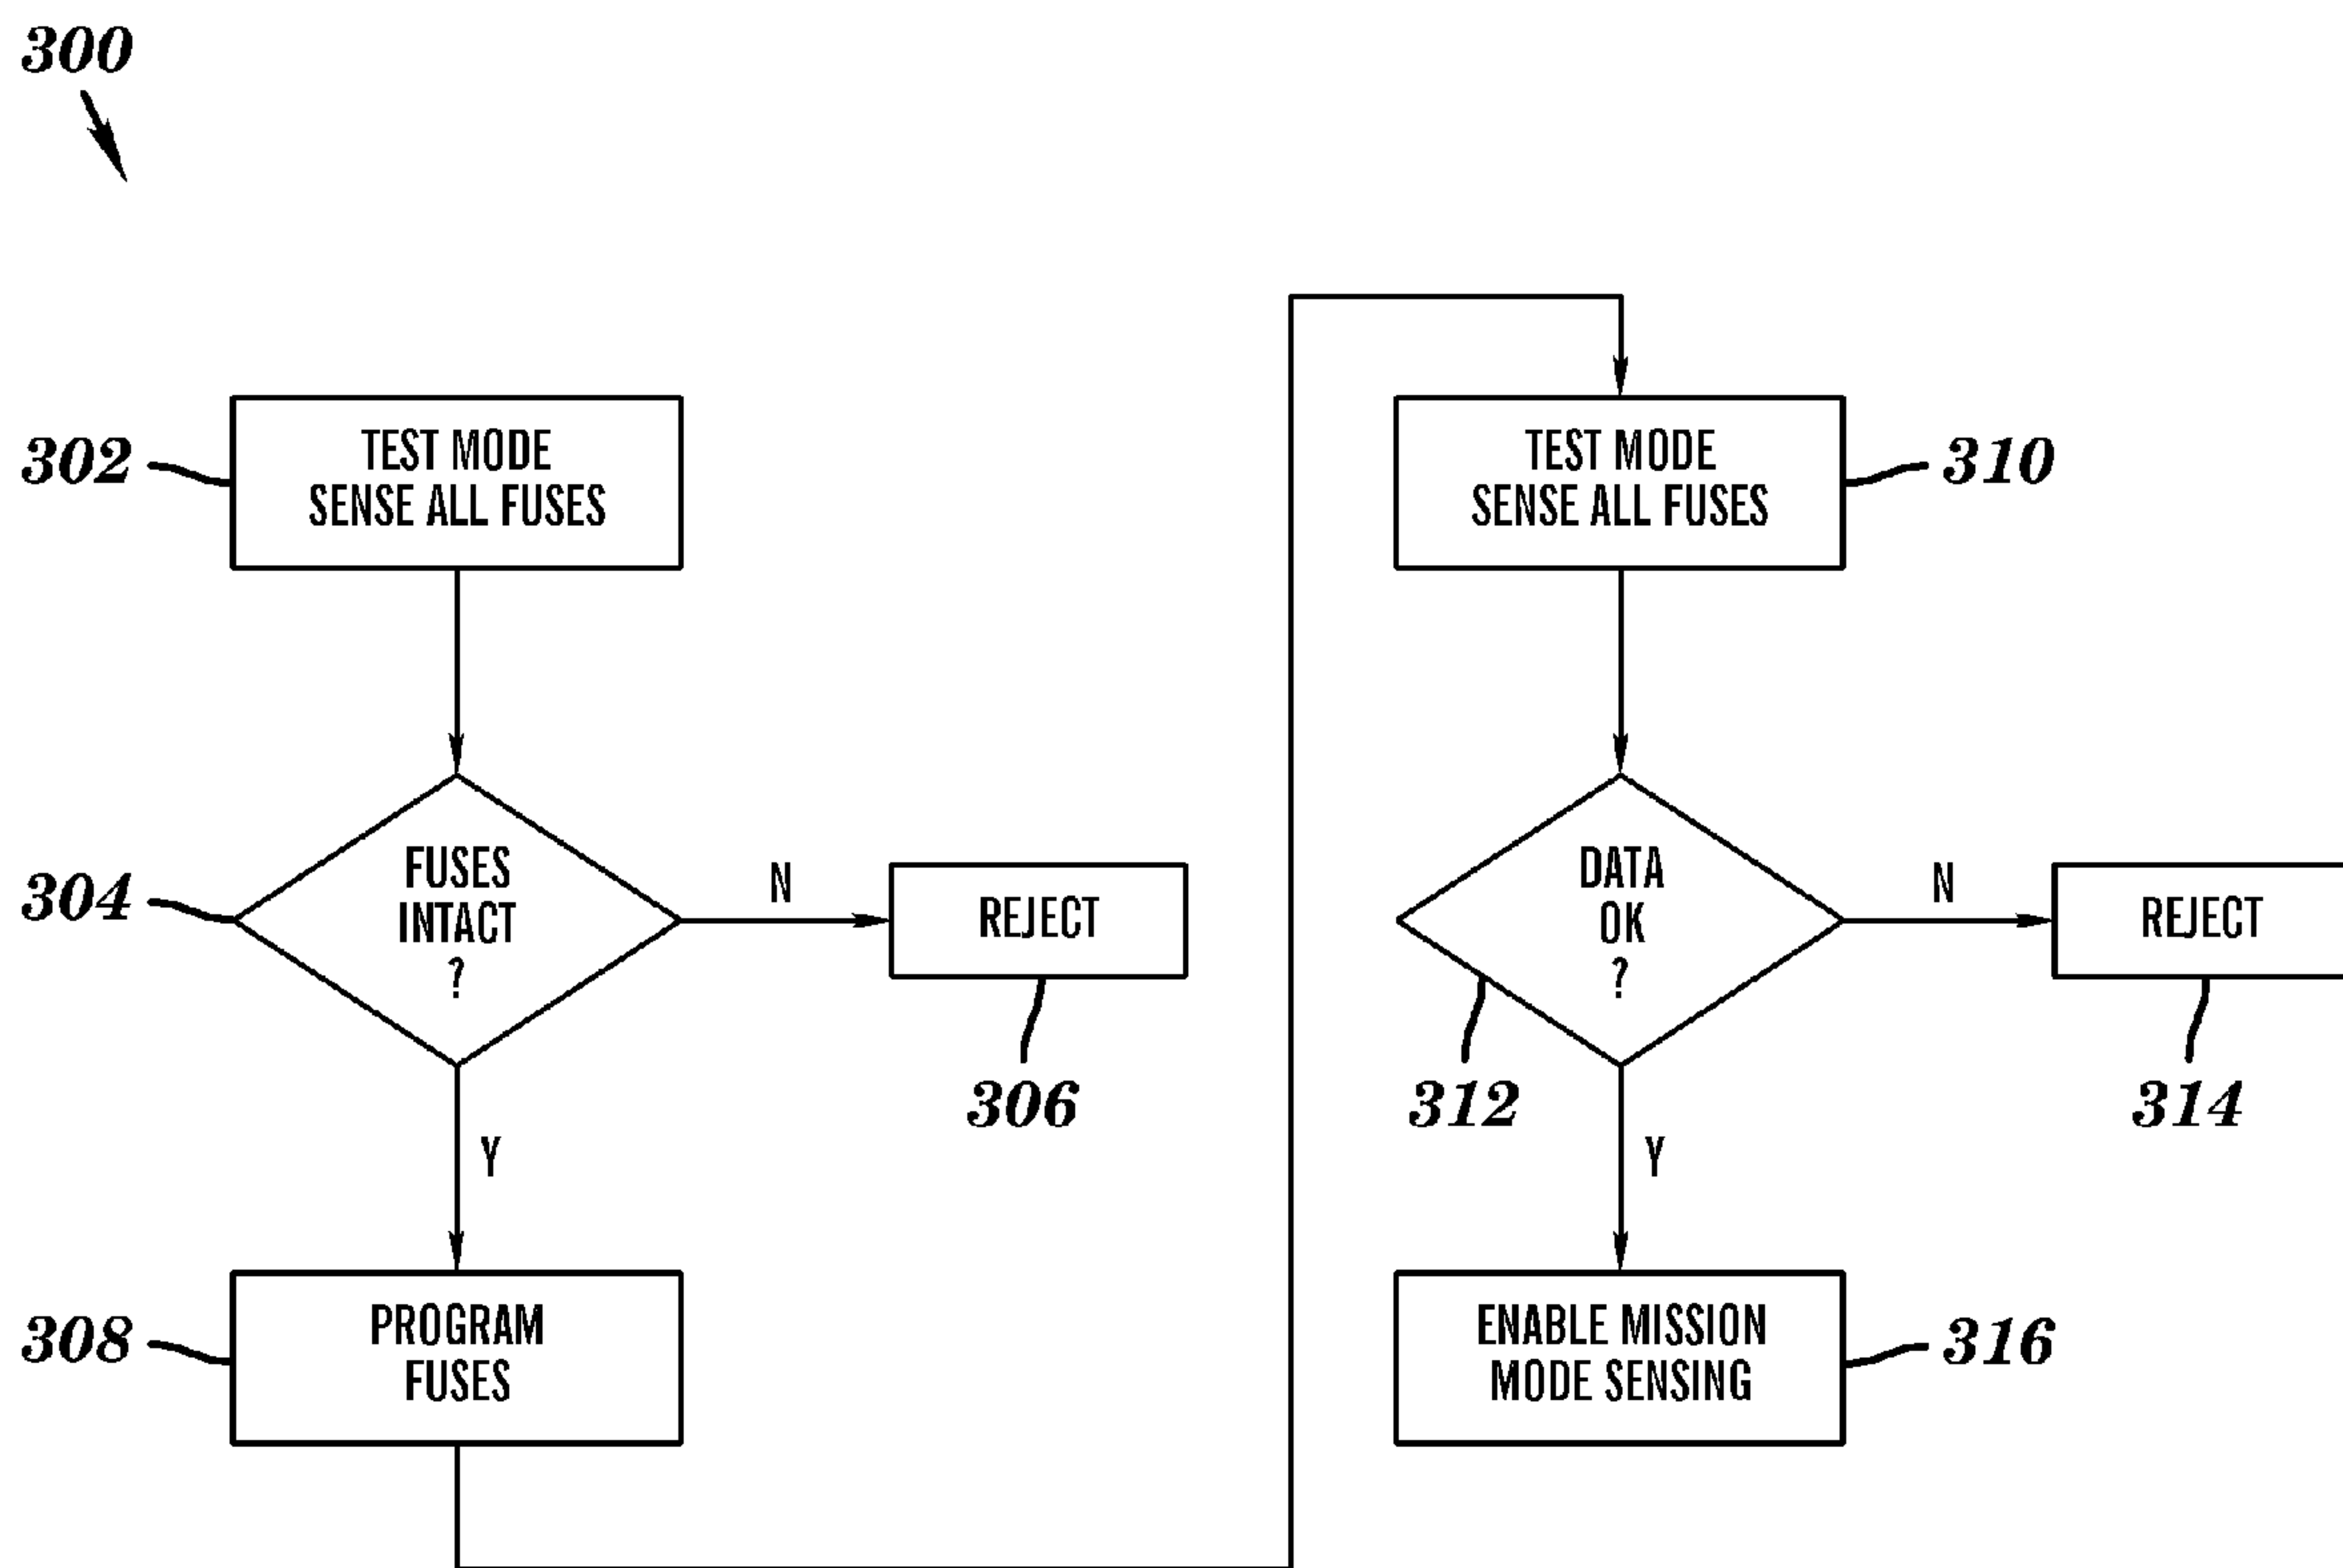 300
302
TEST MODE
SENSE ALL FUSES
304
FUSES
INTACT
?
N
REJECT
306
Y
308
PROGRAM
FUSES
TEST MODE
SENSE ALL FUSES
310
DATA
OK
?
312
N
REJECT
314
Y
ENABLE MISSION
MODE SENSING
316